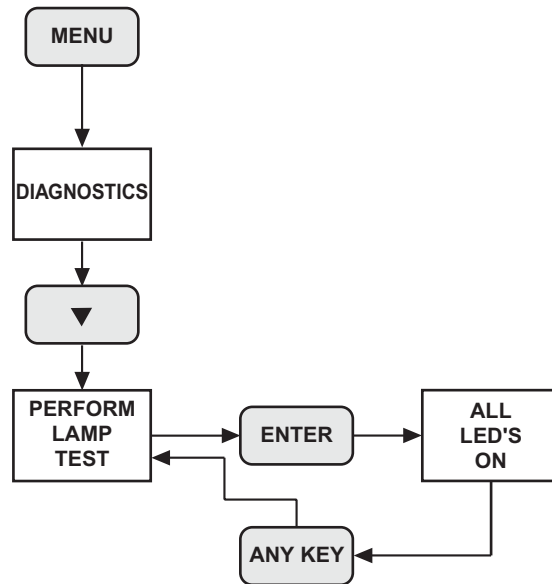 MENU
DIAGNOSTICS
▼
PERFORM
LAMP
TEST
ENTER
ALL
LED'S
ON
ANY KEY